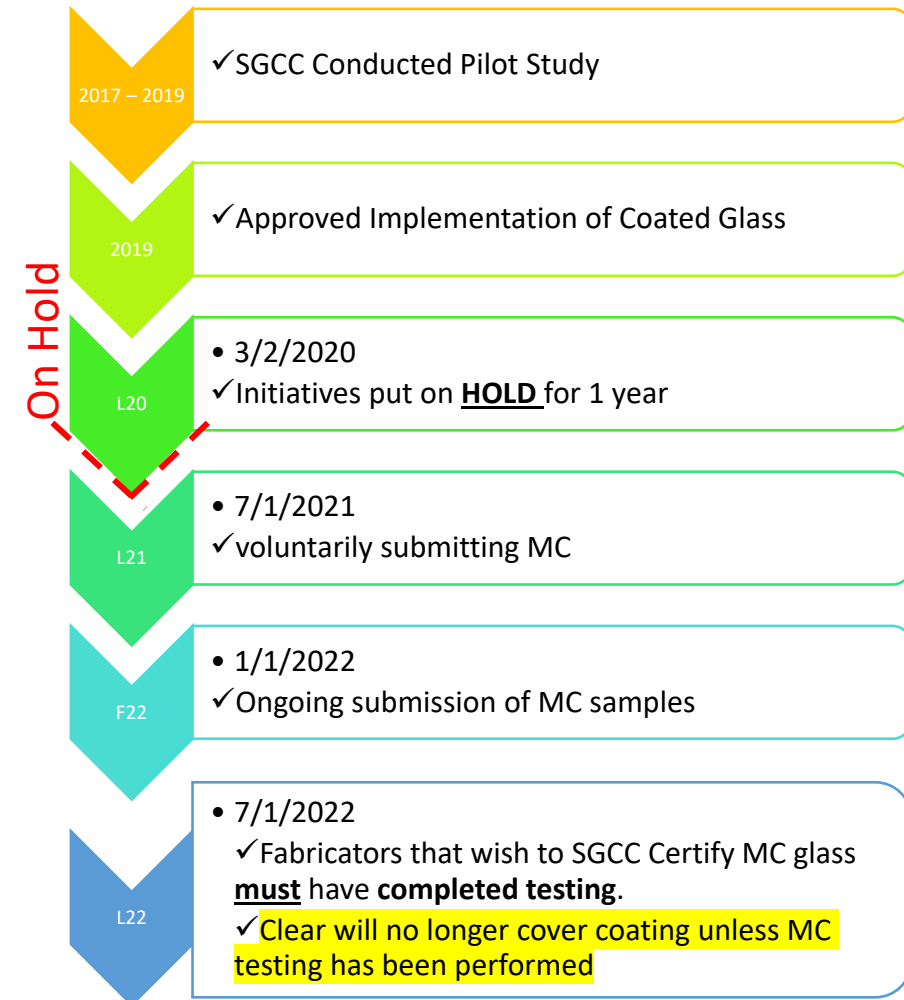 2017 – 2019
✓SGCC Conducted Pilot Study
2019
✓Approved Implementation of Coated Glass
On Hold
L20
• 3/2/2020
✓Initiatives put on HOLD for 1 year
L21
• 7/1/2021
✓voluntarily submitting MC
F22
• 1/1/2022
✓Ongoing submission of MC samples
L22
• 7/1/2022
✓Fabricators that wish to SGCC Certify MC glass
must have completed testing.
✓Clear will no longer cover coating unless MC
testing has been performed